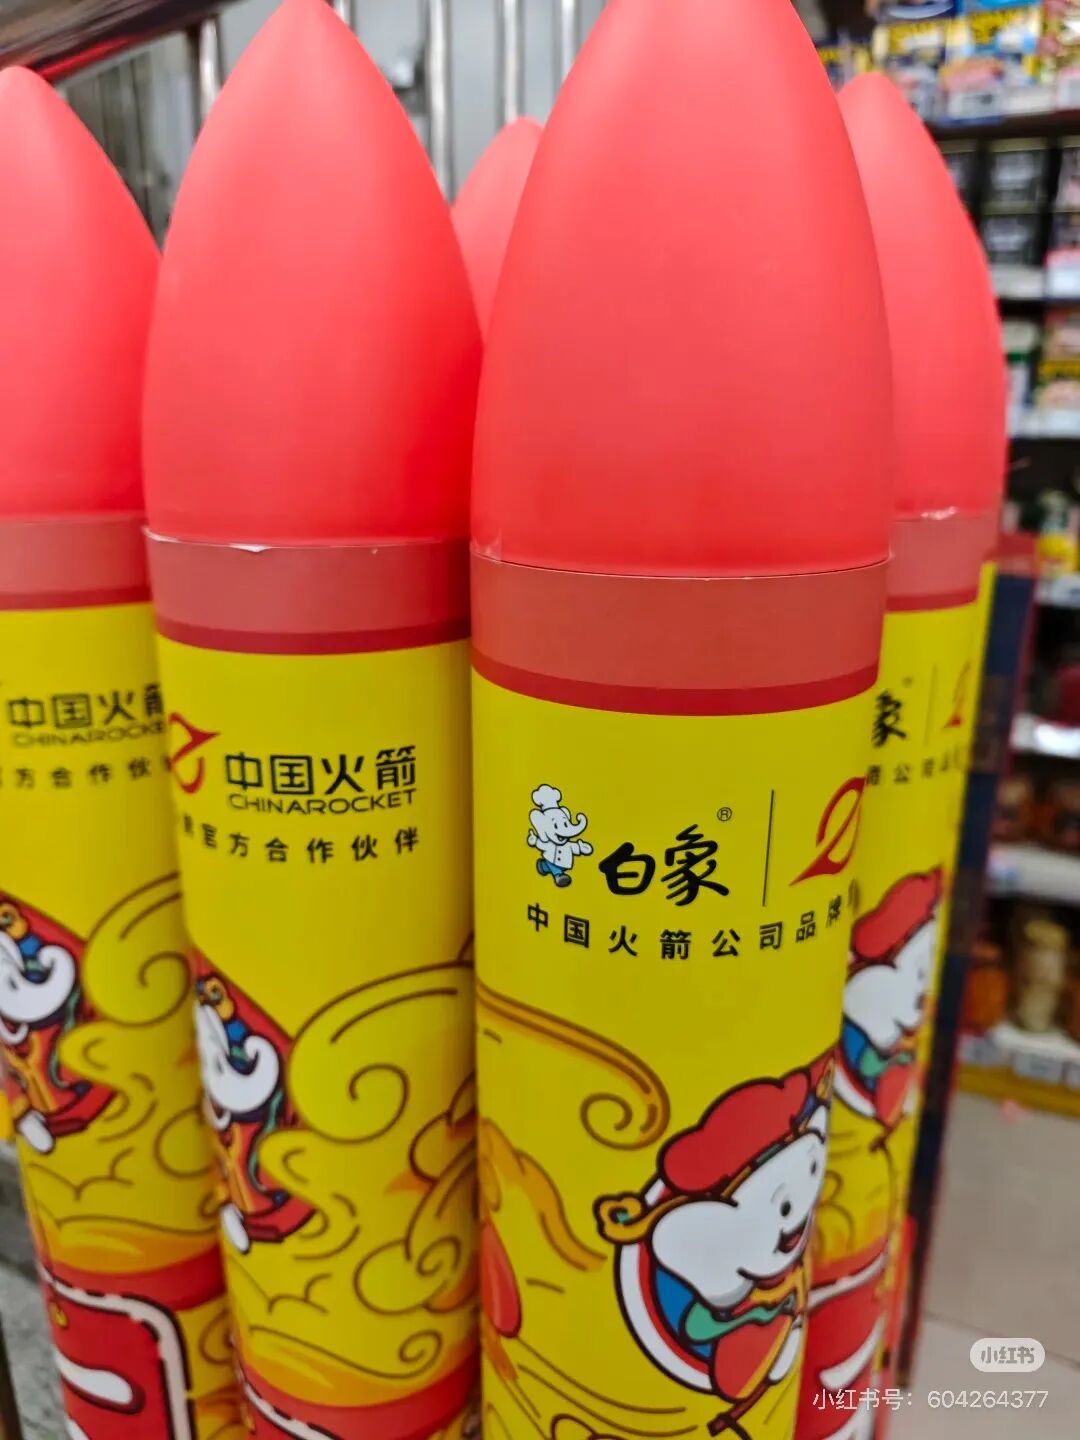 中国火箭
CHINAROCKET
方合作伙
中国火箭
CHINAROCKET
官方合作伙伴
白象®
中国火箭公司品牌
象
公司
小红书
小红书号：604264377